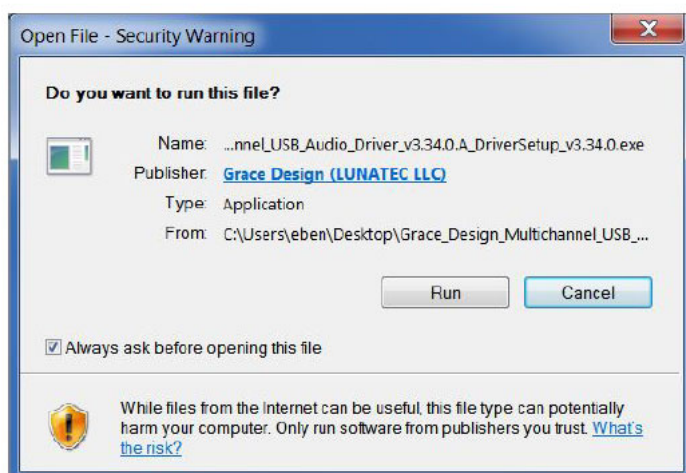 Open File - Security Warning
Do you want to run this file?
Name: ...nnel_USB_Audio_Driver_v3.34.0.A_DriverSetup_v3.34.0.exe
Publisher: Grace Design (LUNATEC LLC)
Type: Application
From: C:\Users\eben\Desktop\Grace_Design_Multichannel_USB_...
Run Cancel
Always ask before opening this file
While files from the Internet can be useful, this file type can potentially
harm your computer. Only run software from publishers you trust. What's
the risk?